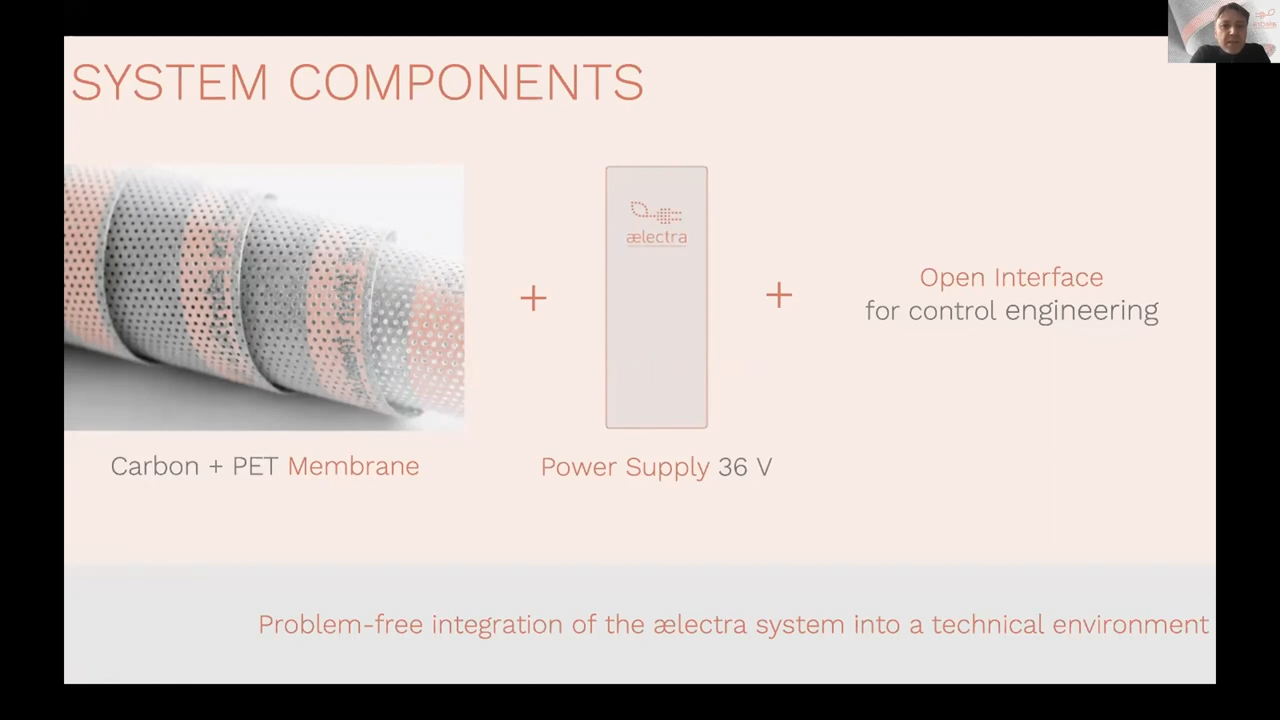 SYSTEM COMPONENTS
ælectra
+
+
Open Interface
for control engineering
Carbon + PET Membrane
Power Supply 36 V
Problem-free integration of the ælectra system into a technical environment